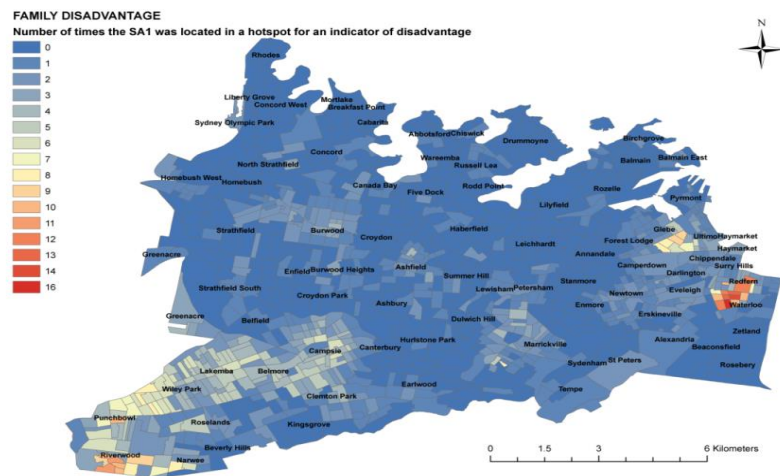 FAMILY DISADVANTAGE
Number of times the SA1 was located in a hotspot for an indicator of disadvantage
0
1
2
3
4
5
6
7
8
9
10
11
12
13
14
16
N
Rhodes
Liberty Grove
Concord West
Mortlake
Breakfast Point
Sydney Olympic Park
Cabarita
Abbotsford
Chiswick
Drummoyne
Birchgrove
Concord
Wareemba
Balmain
Balmain East
North Strathfield
Russell Lea
Homebush West
Homebush
Canada Bay
Five Dock
Rodd Point
Rozelle
Pyrmont
Lilyfield
Strathfield
Burwood
Croydon
Haberfield
Glebe
Ultimo
Haymarket
Leichhardt
Forest Lodge
Haymarket
Greenacre
Annandale
Chippendale
Enfield
Burwood Heights
Ashfield
Camperdown
Surry Hills
Summer Hill
Darlington
Strathfield South
Lewisham
Petersham
Stanmore
Redfern
Croydon Park
Ashbury
Newtown
Eveleigh
Enmore
Waterloo
Greenacre
Belfield
Dulwich Hill
Erskineville
Zetland
Campsie
Canterbury
Hurlstone Park
Marrickville
Alexandria
Beaconsfield
Lakemba
Belmore
Sydenham
St Peters
Rosebery
Wiley Park
Earlwood
Tempe
Clemton Park
Punchbowl
Roselands
Kingsgrove
Beverly Hills
Riverwood
Narwee
0 1.5 3 6 Kilometers